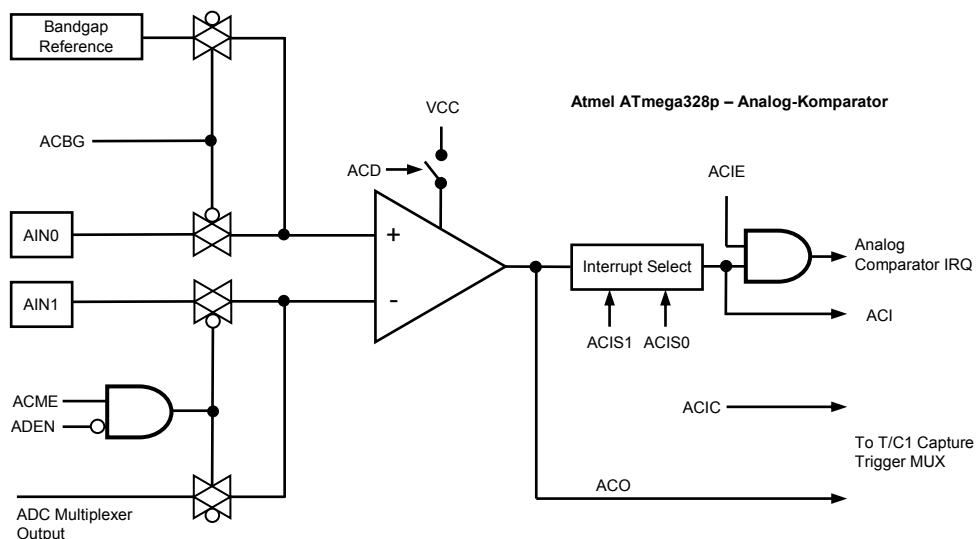 Bandgap
Reference
ACBG
VCC
ACD
Atmel ATmega328p – Analog-Komparator
ACIE
AIN0
+
Interrupt Select
Analog
Comparator IRQ
AIN1
-
ACI
ACIS1 ACIS0
ACME
ADEN
ACIC
To T/C1 Capture
Trigger MUX
ACO
ADC Multiplexer
Output